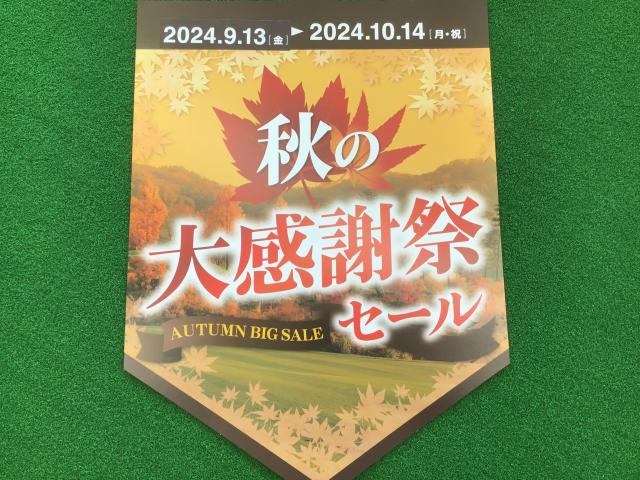 2024.9.13[金]▶2024.10.14[月・祝]
秋の
大感謝祭
セール
AUTUMN BIG SALE